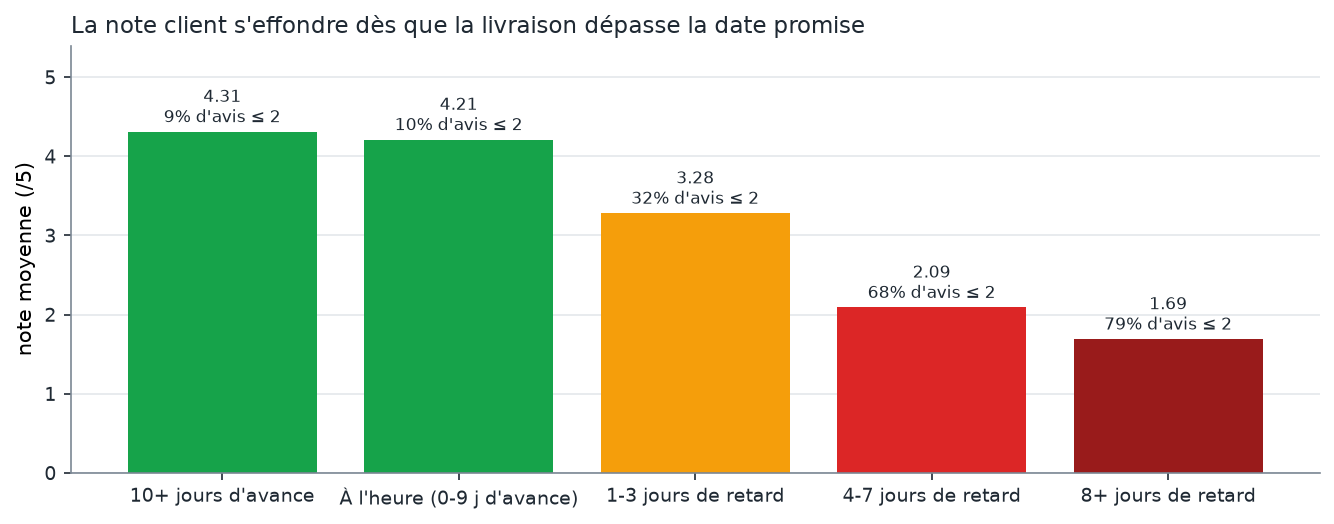 La note client s'effondre dès que la livraison dépasse la date promise
note moyenne (/5)
5
4
3
2
1
0
4.31
9% d'avis ≤ 2
4.21
10% d'avis ≤ 2
3.28
32% d'avis ≤ 2
2.09
68% d'avis ≤ 2
1.69
79% d'avis ≤ 2
10+ jours d'avance
À l'heure (0-9 j d'avance)
1-3 jours de retard
4-7 jours de retard
8+ jours de retard